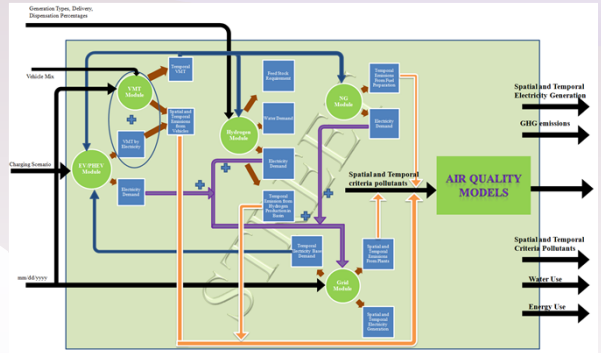 Generation Types, Delivery,
Dispensation Percentages
Vehicle Mix
Charging Scenario
mm/dd/yyyy
VMT
Module
Temporal
VMT
Spatial and
Temporal
Emissions
from
Vehicles
VMT by
Electricity
EV/PHEV
Module
Electricity
Demand
Hydrogen
Module
Feed Stock
Requirement
Water Demand
Electricity
Demand
Temporal
Emission from
Hydrogen
Production in
Basin
NG
Module
Temporal
Emissions
From Fuel
Preparation
Electricity
Demand
Spatial and Temporal
criteria pollutants
AIR QUALITY
MODELS
Temporal
Electricity Base
Demand
Grid
Module
Spatial and
Temporal
Emissions
From Plants
Spatial and
Temporal
Electricity
Generation
Spatial and Temporal
Electricity Generation
GHG emissions
Spatial and Temporal
Criteria Pollutants
Water Use
Energy Use